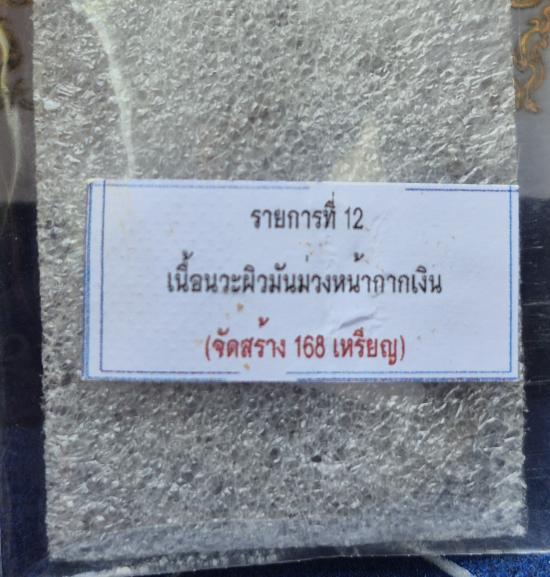 รายการที่ 12
เนื้อนวะผิวมันม่วงหน้ากากเงิน
(จัดสร้าง 168 เหรียญ)